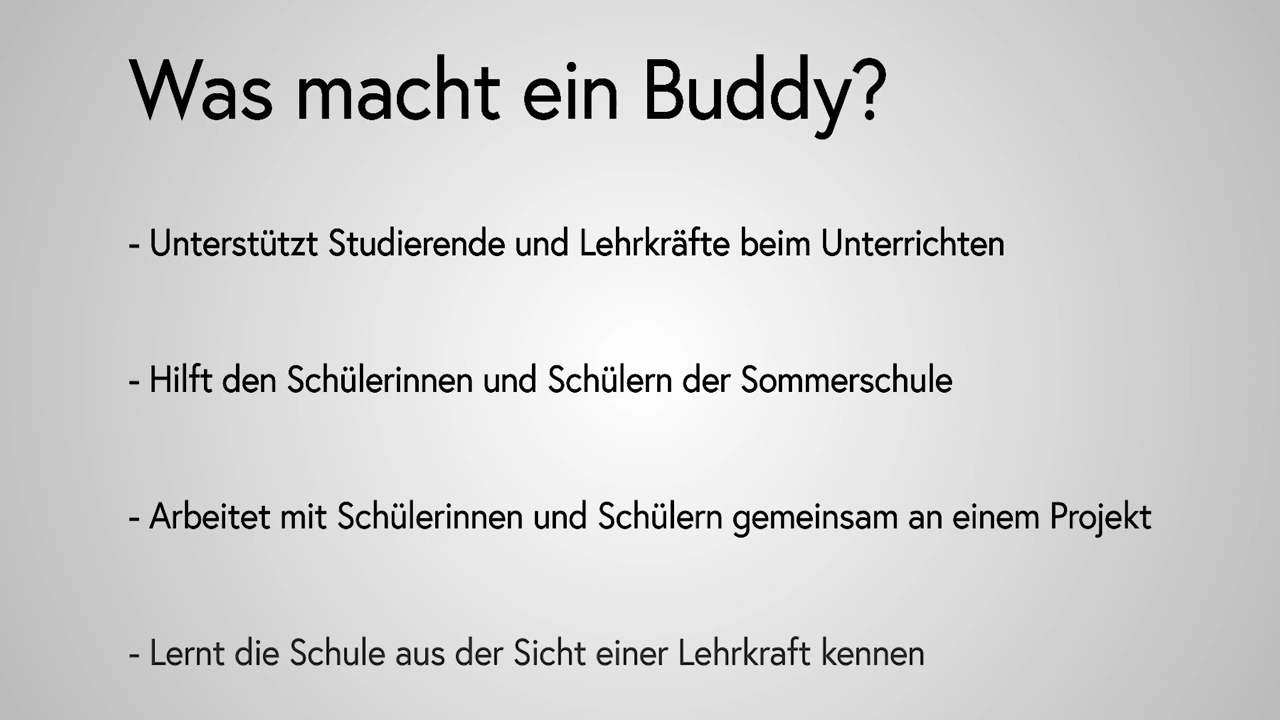 Was macht ein Buddy?
- Unterstützt Studierende und Lehrkräfte beim Unterrichten
- Hilft den Schülerinnen und Schülern der Sommerschule
- Arbeitet mit Schülerinnen und Schülern gemeinsam an einem Projekt
- Lernt die Schule aus der Sicht einer Lehrkraft kennen